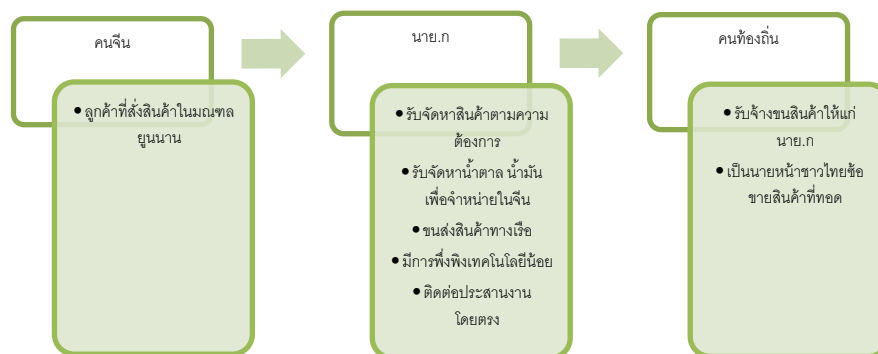 คนจีน
• ลูกค้าที่สั่งสินค้าในมณฑล
ยูนนาน
นาย.ก
• รับจัดหาสินค้าตามความ
ต้องการ
• รับจัดหาน้ำตาล น้ำมัน
เพื่อจำหน่ายในจีน
• ขนส่งสินค้าทางเรือ
• มีการพึ่งพิงเทคโนโลยีน้อย
• ติดต่อประสานงาน
โดยตรง
คนท้องถิ่น
• รับจ้างขนสินค้าให้แก่
นาย.ก
• เป็นนายหน้าชาวไทยซ้อ
ขายสินค้าที่ทอด